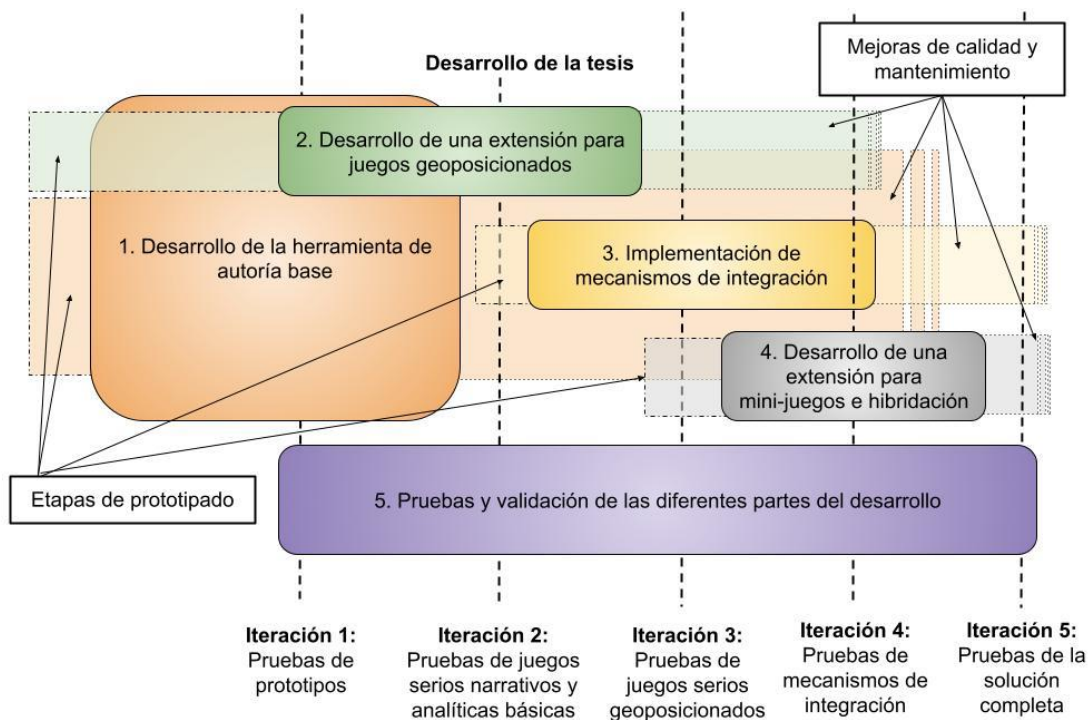 Desarrollo de la tesis
Mejoras de calidad y
mantenimiento
2. Desarrollo de una extensión para
juegos geoposicionados
1. Desarrollo de la herramienta de
autoría base
3. Implementación de
mecanismos de integración
4. Desarrollo de una
extensión para
mini-juegos e hibridación
Etapas de prototipado
5. Pruebas y validación de las diferentes partes del desarrollo
Iteración 1:
Pruebas de
prototipos
Iteración 2:
Pruebas de juegos
serios narrativos y
analíticas básicas
Iteración 3:
Pruebas de
juegos serios
geoposicionados
Iteración 4:
Pruebas de
mecanismos de
integración
Iteración 5:
Pruebas de la
solución
completa